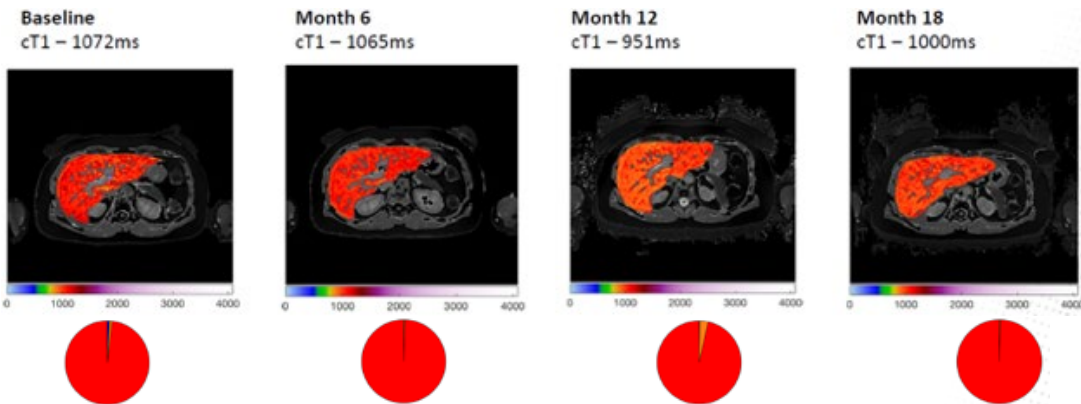 Baseline
cT1 – 1072ms
Month 6
cT1 – 1065ms
Month 12
cT1 – 951ms
Month 18
cT1 – 1000ms
0 1000 2000 3000 4000
0 1000 2000 3000 4000
0 1000 2000 3000 4000
0 1000 2000 3000 4000